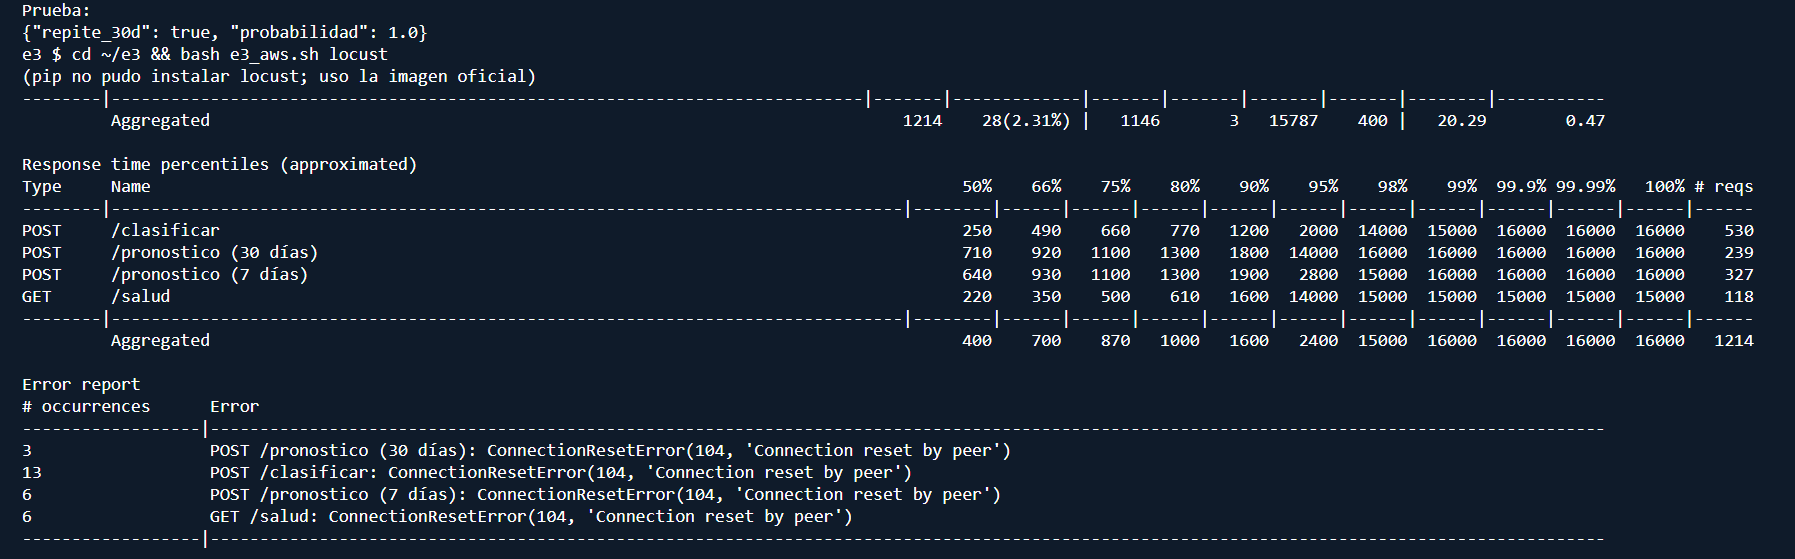 Prueba:
{"repite_30d": true, "probabilidad": 1.0}
e3 $ cd ~/e3 && bash e3_aws.sh locust
(pip no pudo instalar locust; uso la imagen oficial)
--------|---------------------------------------------------------------------------|-------|-------------|-------|-------|-------|-------|--------|-----------
Aggregated 1214 28(2.31%) | 1146 3 15787 400 | 20.29 0.47
Response time percentiles (approximated)
Type Name 50% 66% 75% 80% 90% 95% 98% 99% 99.9% 99.99% 100% # reqs
--------|-------------------------------------------------------------------------------|--------|------|------|------|------|------|------|------|------|------|------|------
POST /clasificar 250 490 660 770 1200 2000 14000 15000 16000 16000 16000 530
POST /pronostico (30 días) 710 920 1100 1300 1800 14000 16000 16000 16000 16000 16000 239
POST /pronostico (7 días) 640 930 1100 1300 1900 2800 15000 16000 16000 16000 16000 327
GET /salud 220 350 500 610 1600 14000 15000 15000 15000 15000 15000 118
--------|-------------------------------------------------------------------------------|--------|------|------|------|------|------|------|------|------|------|------|------
Aggregated 400 700 870 1000 1600 2400 15000 16000 16000 16000 16000 1214
Error report
# occurrences Error
------------------|--------------------------------------------------------------------------------------------------------------------------------------------
3 POST /pronostico (30 días): ConnectionResetError(104, 'Connection reset by peer')
13 POST /clasificar: ConnectionResetError(104, 'Connection reset by peer')
6 POST /pronostico (7 días): ConnectionResetError(104, 'Connection reset by peer')
6 GET /salud: ConnectionResetError(104, 'Connection reset by peer')
------------------|--------------------------------------------------------------------------------------------------------------------------------------------